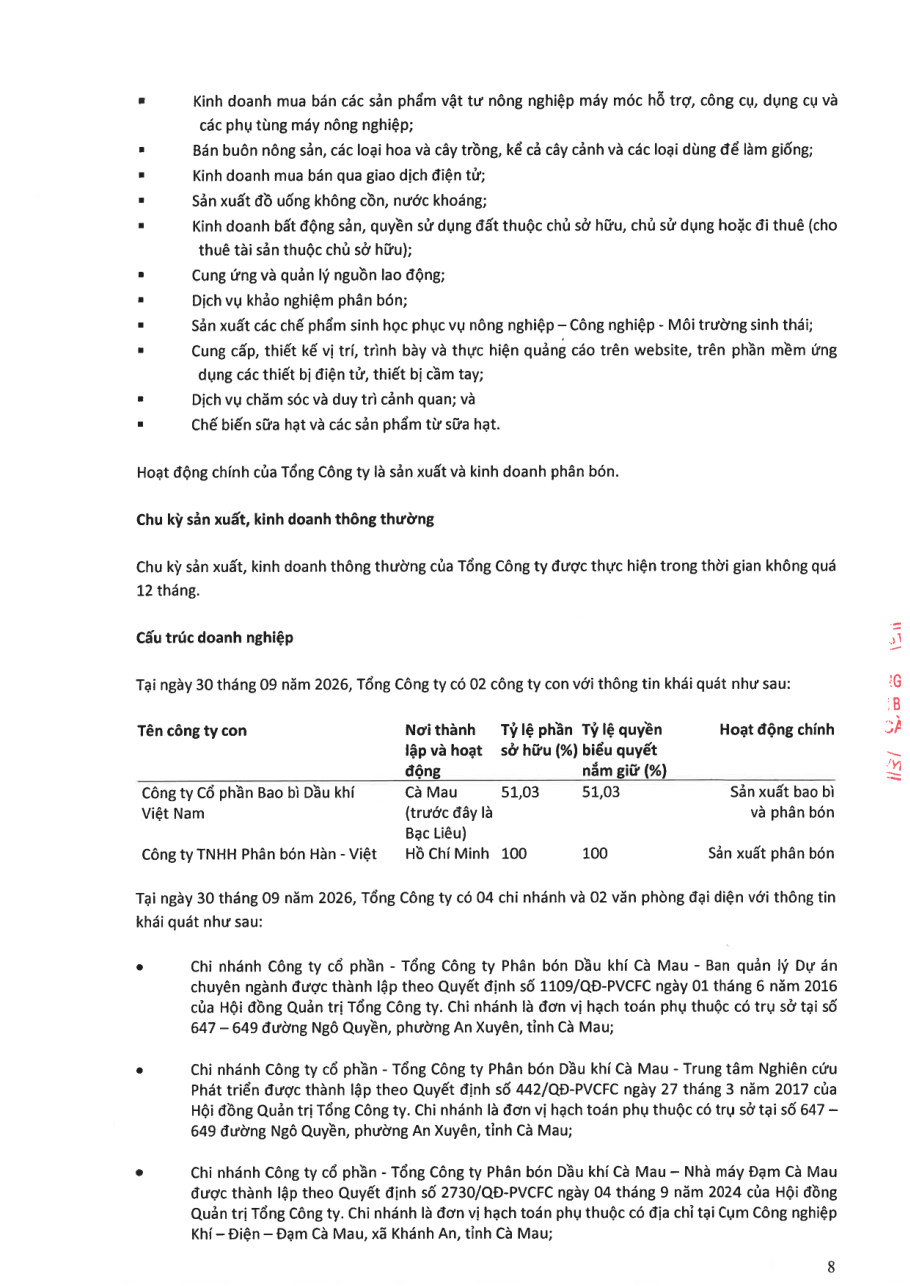 ▪ Kinh doanh mua bán các sản phẩm vật tư nông nghiệp máy móc hỗ trợ, công cụ, dụng cụ và
các phụ tùng máy nông nghiệp;
▪ Bán buôn nông sản, các loại hoa và cây trồng, kể cả cây cảnh và các loại dùng để làm giống;
▪ Kinh doanh mua bán qua giao dịch điện tử;
▪ Sản xuất đồ uống không cồn, nước khoáng;
▪ Kinh doanh bất động sản, quyền sử dụng đất thuộc chủ sở hữu, chủ sử dụng hoặc đi thuê (cho
thuê tài sản thuộc chủ sở hữu);
▪ Cung ứng và quản lý nguồn lao động;
▪ Dịch vụ khảo nghiệm phân bón;
▪ Sản xuất các chế phẩm sinh học phục vụ nông nghiệp – Công nghiệp - Môi trường sinh thái;
▪ Cung cấp, thiết kế vị trí, trình bày và thực hiện quảng cáo trên website, trên phần mềm ứng
dụng các thiết bị điện tử, thiết bị cầm tay;
▪ Dịch vụ chăm sóc và duy trì cảnh quan; và
▪ Chế biến sữa hạt và các sản phẩm từ sữa hạt.
Hoạt động chính của Tổng Công ty là sản xuất và kinh doanh phân bón.
Chu kỳ sản xuất, kinh doanh thông thường
Chu kỳ sản xuất, kinh doanh thông thường của Tổng Công ty được thực hiện trong thời gian không quá
12 tháng.
Cấu trúc doanh nghiệp
Tại ngày 30 tháng 09 năm 2026, Tổng Công ty có 02 công ty con với thông tin khái quát như sau:
Tên công ty con Nơi thành Tỷ lệ phần Tỷ lệ quyền Hoạt động chính
lập và hoạt sở hữu (%) biểu quyết
động nắm giữ (%)
Công ty Cổ phần Bao bì Dầu khí Cà Mau 51,03 51,03 Sản xuất bao bì
Việt Nam (trước đây là và phân bón
Bạc Liêu)
Công ty TNHH Phân bón Hàn - Việt Hồ Chí Minh 100 100 Sản xuất phân bón
Tại ngày 30 tháng 09 năm 2026, Tổng Công ty có 04 chi nhánh và 02 văn phòng đại diện với thông tin
khái quát như sau:
• Chi nhánh Công ty cổ phần - Tổng Công ty Phân bón Dầu khí Cà Mau - Ban quản lý Dự án
chuyên ngành được thành lập theo Quyết định số 1109/QĐ-PVCFC ngày 01 tháng 6 năm 2016
của Hội đồng Quản trị Tổng Công ty. Chi nhánh là đơn vị hạch toán phụ thuộc có trụ sở tại số
647 – 649 đường Ngô Quyền, phường An Xuyên, tỉnh Cà Mau;
• Chi nhánh Công ty cổ phần - Tổng Công ty Phân bón Dầu khí Cà Mau - Trung tâm Nghiên cứu
Phát triển được thành lập theo Quyết định số 442/QĐ-PVCFC ngày 27 tháng 3 năm 2017 của
Hội đồng Quản trị Tổng Công ty. Chi nhánh là đơn vị hạch toán phụ thuộc có trụ sở tại số 647 –
649 đường Ngô Quyền, phường An Xuyên, tỉnh Cà Mau;
• Chi nhánh Công ty cổ phần - Tổng Công ty Phân bón Dầu khí Cà Mau – Nhà máy Đạm Cà Mau
được thành lập theo Quyết định số 2730/QĐ-PVCFC ngày 04 tháng 9 năm 2024 của Hội đồng
Quản trị Tổng Công ty. Chi nhánh là đơn vị hạch toán phụ thuộc có địa chỉ tại Cụm Công nghiệp
Khí – Điện – Đạm Cà Mau, xã Khánh An, tỉnh Cà Mau;
8